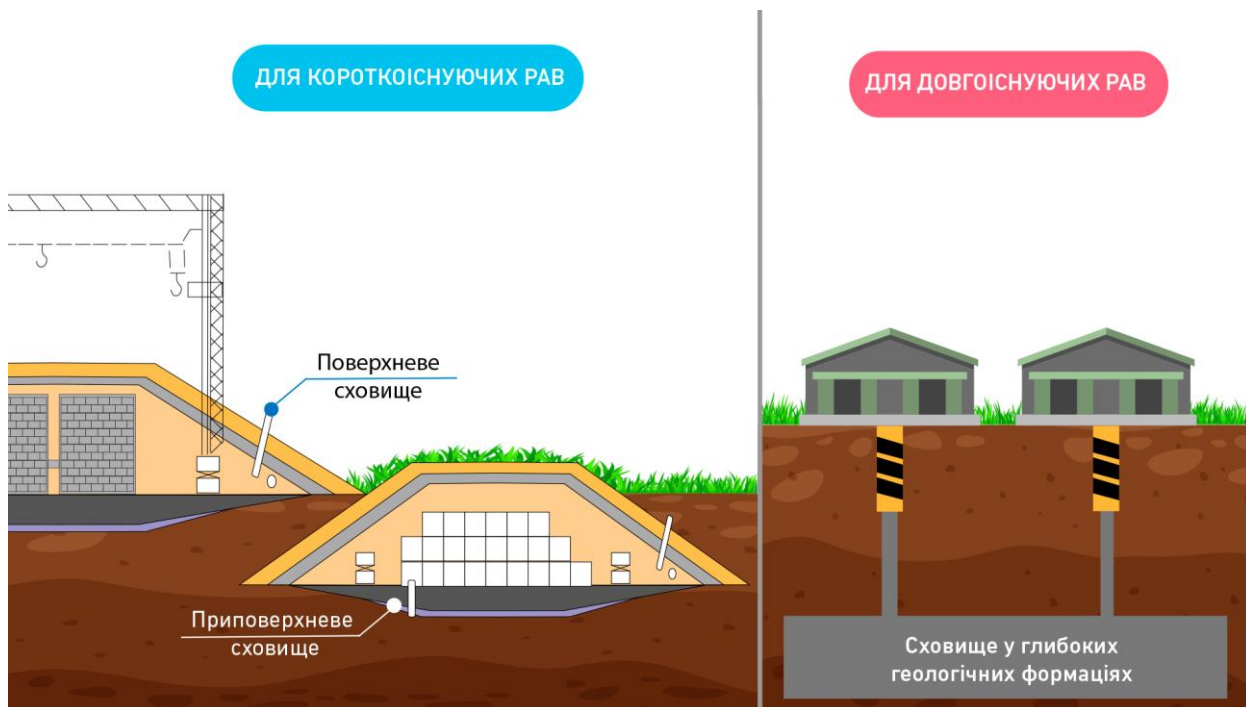 ДЛЯ КОРОТКОІСНУЮЧИХ РАВ
Поверхневе
сховище
Приповерхневе
сховище
ДЛЯ ДОВГОІСНУЮЧИХ РАВ
Сховище у глибоких
геологічних формаціях